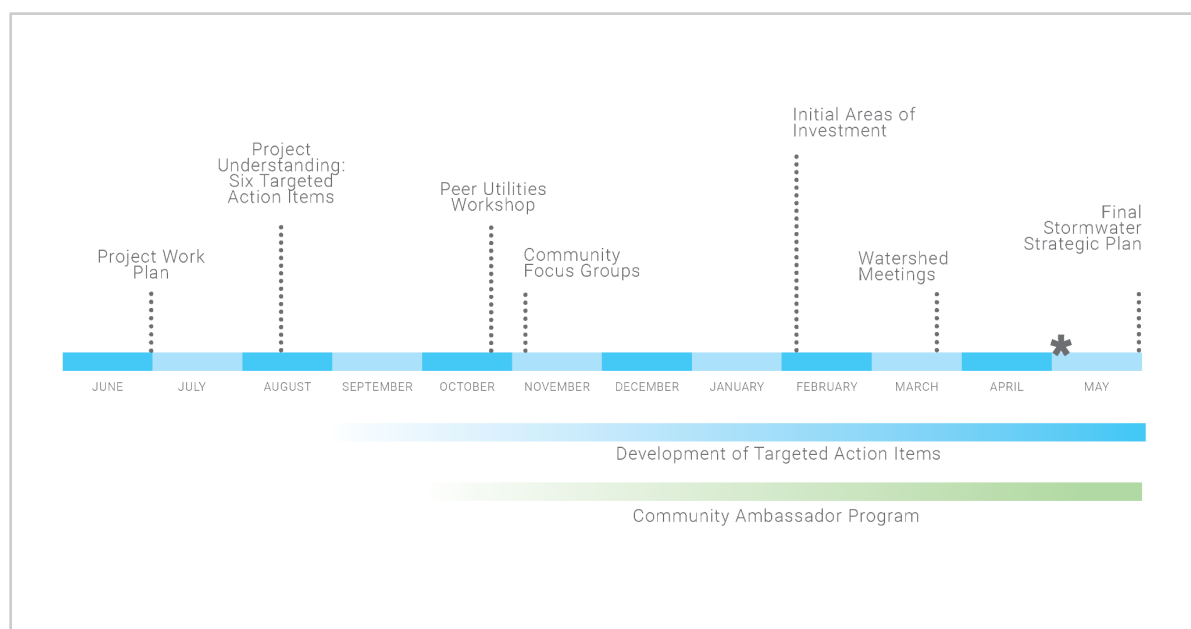 Initial Areas of
Investment
Project
Understanding:
Six Targeted
Action Items
Peer Utilities
Workshop
Final
Stormwater
Strategic Plan
Project Work
Plan
Community
Focus Groups
Watershed
Meetings
*
JUNE JULY AUGUST SEPTEMBER OCTOBER NOVEMBER DECEMBER JANUARY FEBRUARY MARCH APRIL MAY
Development of Targeted Action Items
Community Ambassador Program